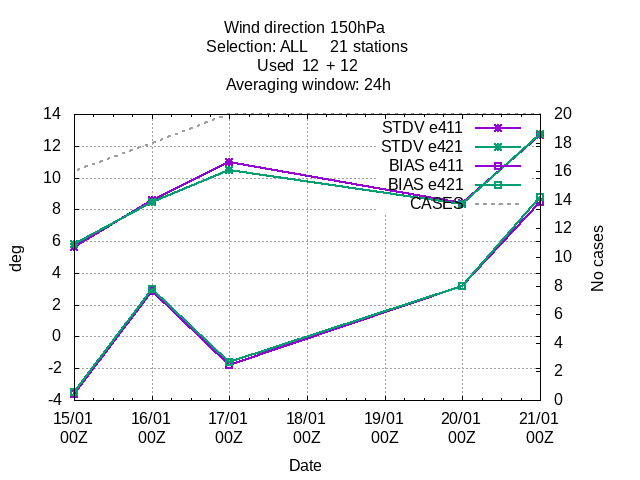 Wind direction 150hPa
Selection: ALL 21 stations
Used 12 + 12
Averaging window: 24h
14
12
10
8
6
4
2
0
-2
-4
deg
20
18
16
14
12
10
8
6
4
2
0
No cases
STDV e411
STDV e421
BIAS e411
BIAS e421
CASES
15/01 16/01 17/01 18/01 19/01 20/01 21/01
00Z 00Z 00Z 00Z 00Z 00Z 00Z
Date